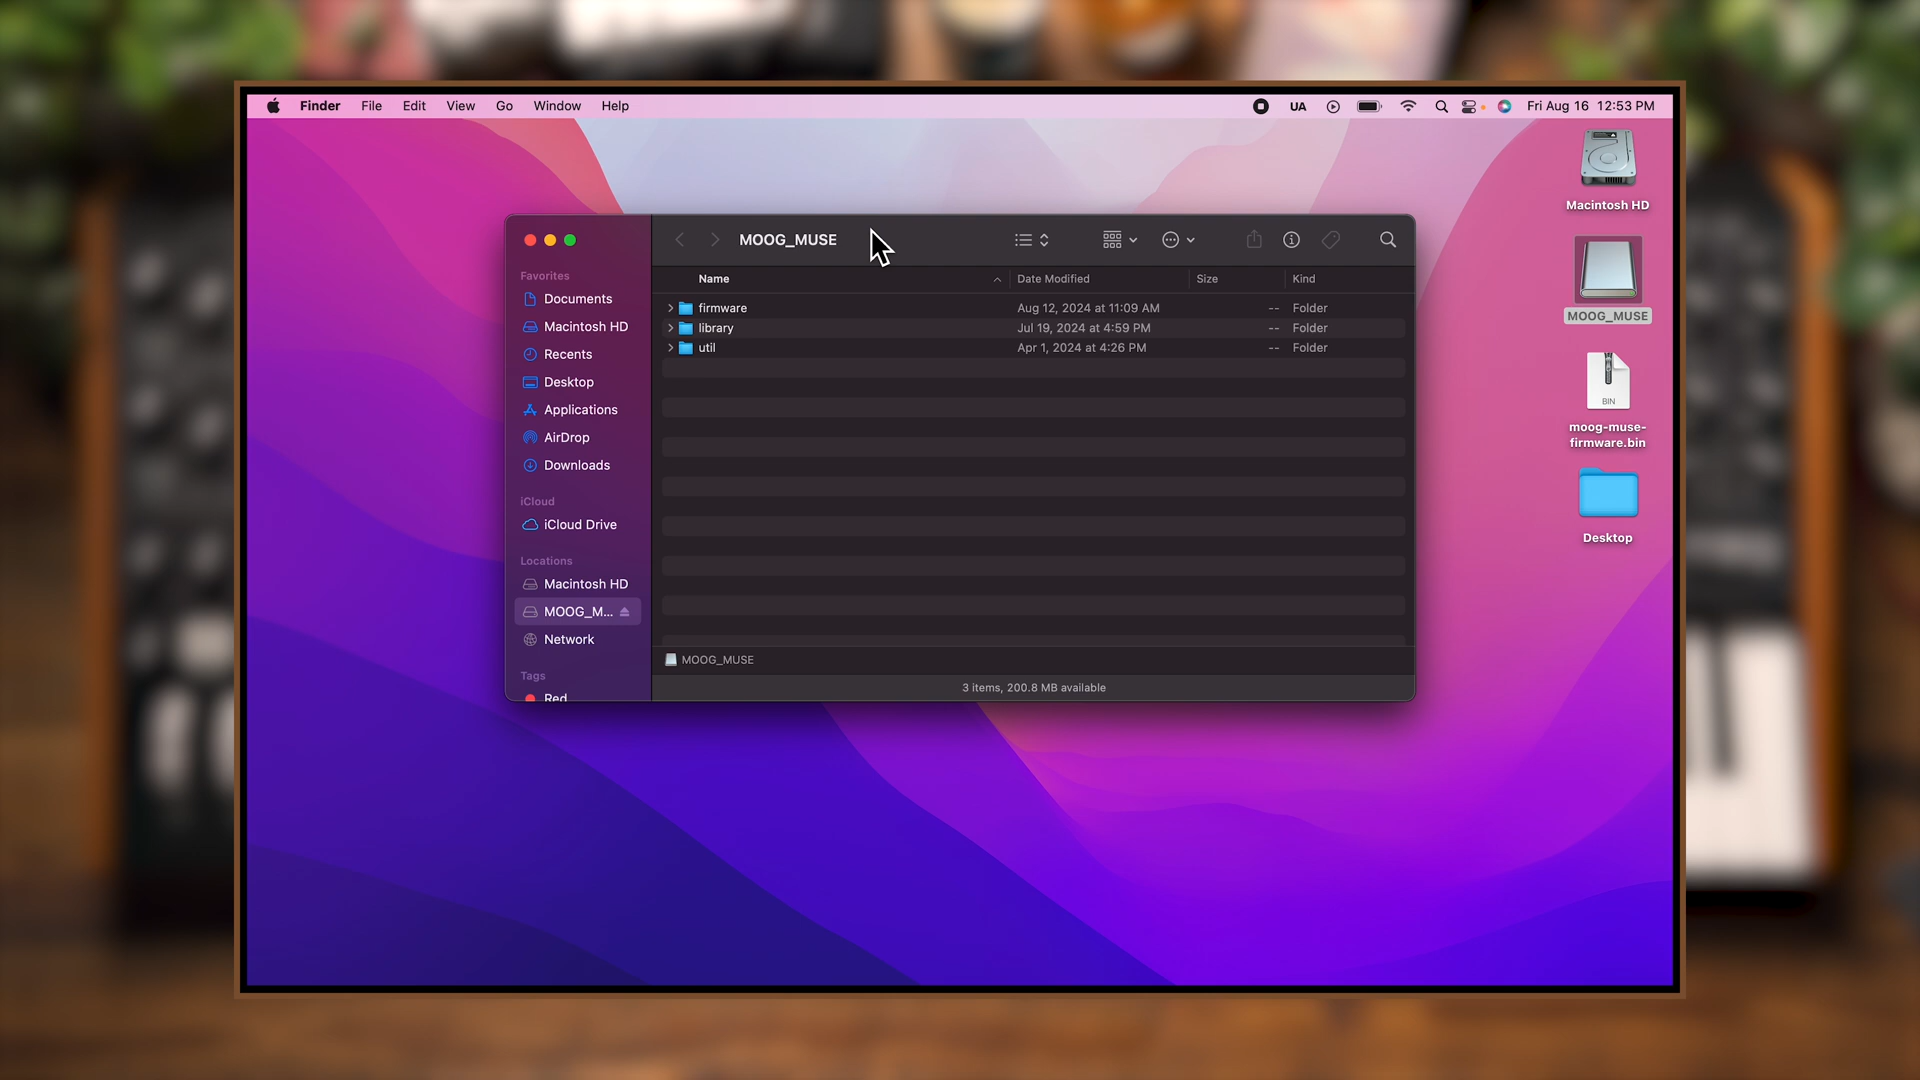 Finder File Edit View Go Window Help UA Fri Aug 16 12:53 PM
Macintosh HD
MOOG_MUSE
BIN
moog-muse-
firmware.bin
Desktop
MOOG_MUSE
Favorites
Documents
Macintosh HD
Recents
Desktop
Applications
AirDrop
Downloads
iCloud
iCloud Drive
Locations
Macintosh HD
MOOG_M...
Network
Tags
Red
Name Date Modified Size Kind
firmware Aug 12, 2024 at 11:09 AM -- Folder
library Jul 19, 2024 at 4:59 PM -- Folder
util Apr 1, 2024 at 4:26 PM -- Folder
MOOG_MUSE
3 items, 200.8 MB available